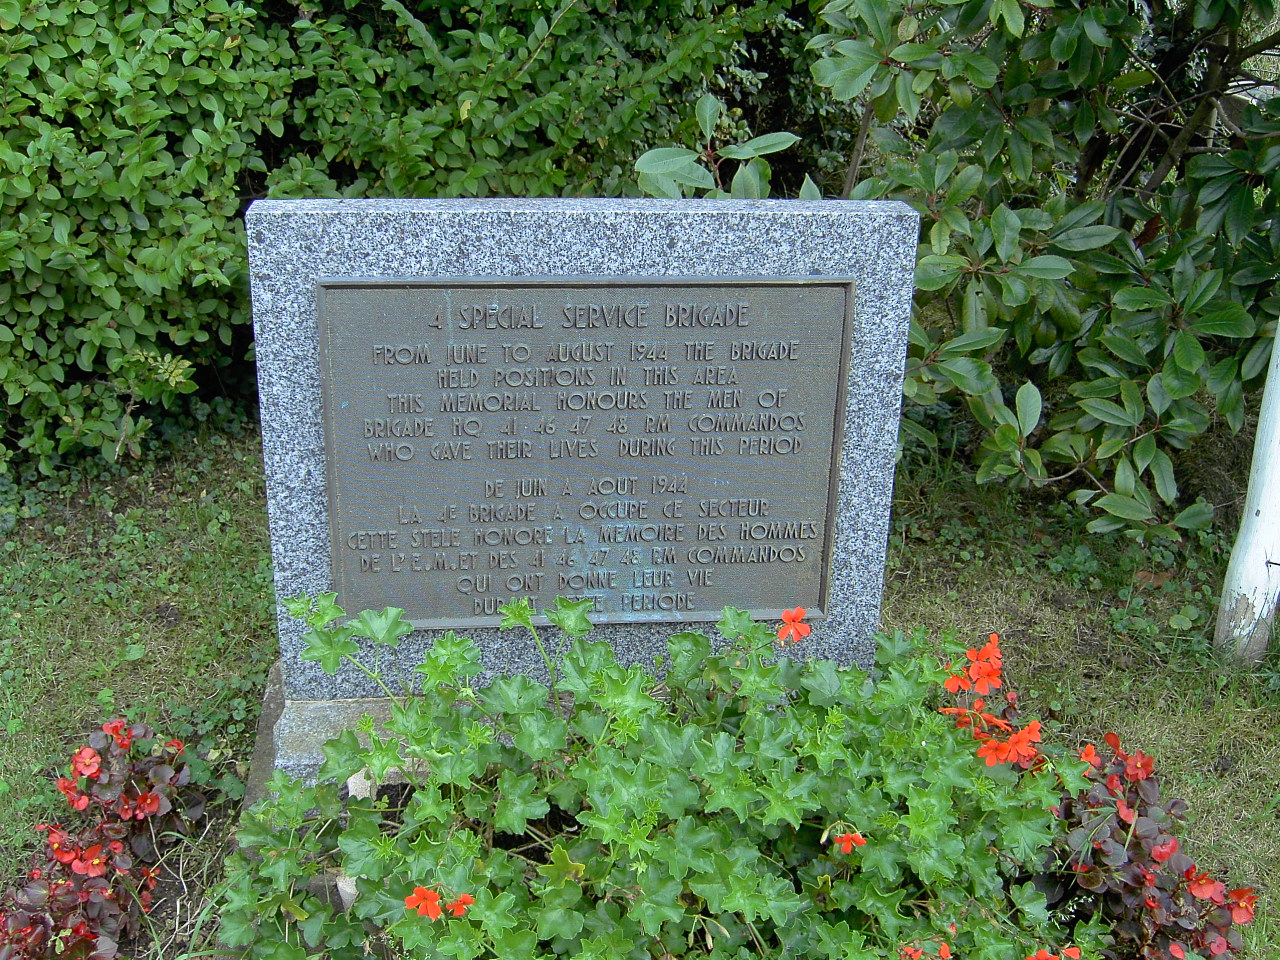 4 SPECIAL SERVICE BRIGADE
FROM JUNE TO AUGUST 1944 THE BRIGADE
HELD POSITIONS IN THIS AREA
THIS MEMORIAL HONOURS THE MEN OF
BRIGADE HQ 41 46 47 48 RM COMMANDOS
WHO GAVE THEIR LIVES DURING THIS PERIOD
DE JUIN A AOUT 1944
LA 4E BRIGADE A OCCUPE CE SECTEUR
CETTE STELE HONORE LA MEMOIRE DES HOMMES
DE L'E.M.ET DES 41 46 47 48 RM COMMANDOS
QUI ONT DONNE LEUR VIE
PERIODE